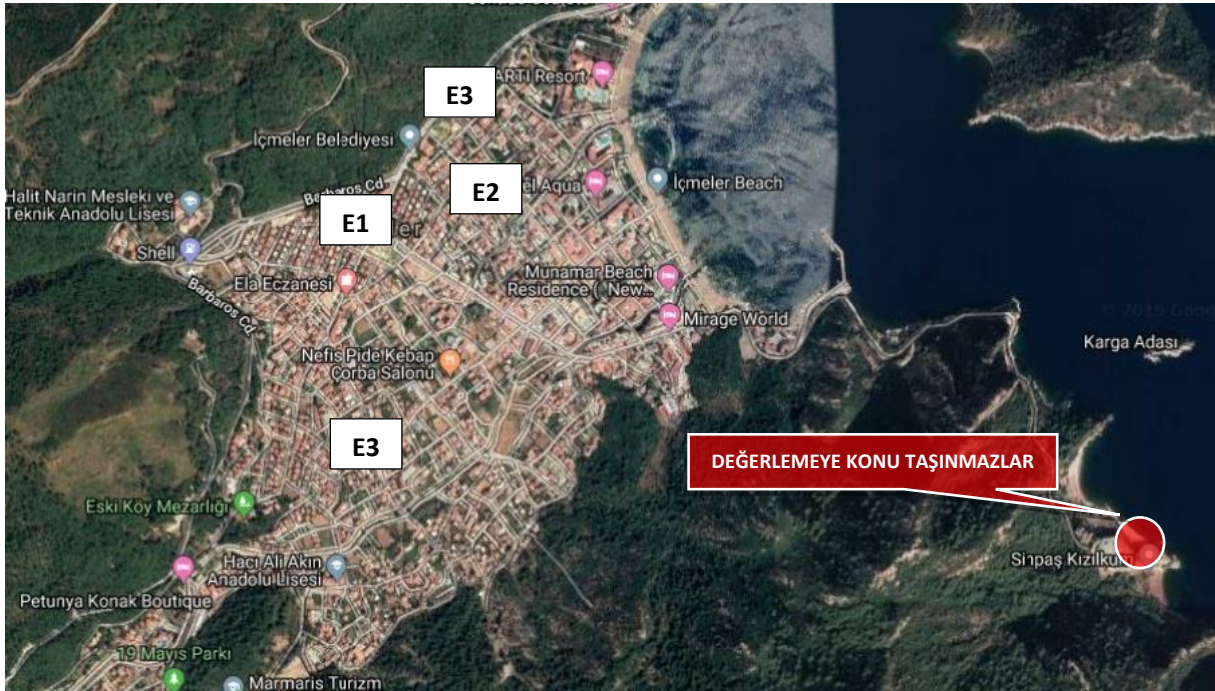 ARTI Resort
E3
İçmeler Belediyesi
Barbaros Cd.
E2
el Aqua
İçmeler Beach
Halit Narin Mesleki ve
Teknik Anadolu Lisesi
E1
ler
Shell
Ela Eczanesi
Barbaros Cd.
Munamar Beach
Residence ( New...
Mirage World
Karga Adası
Nefis Pide Kebap
Çorba Salonu
E3
DEĞERLEMEYE KONU TAŞINMAZLAR
Eski Köy Mezarlığı
Sinpaş Kızılkum
Hacı Ali Akın
Anadolu Lisesi
Petunya Konak Boutique
19 Mayıs Parkı
Marmaris Turizm